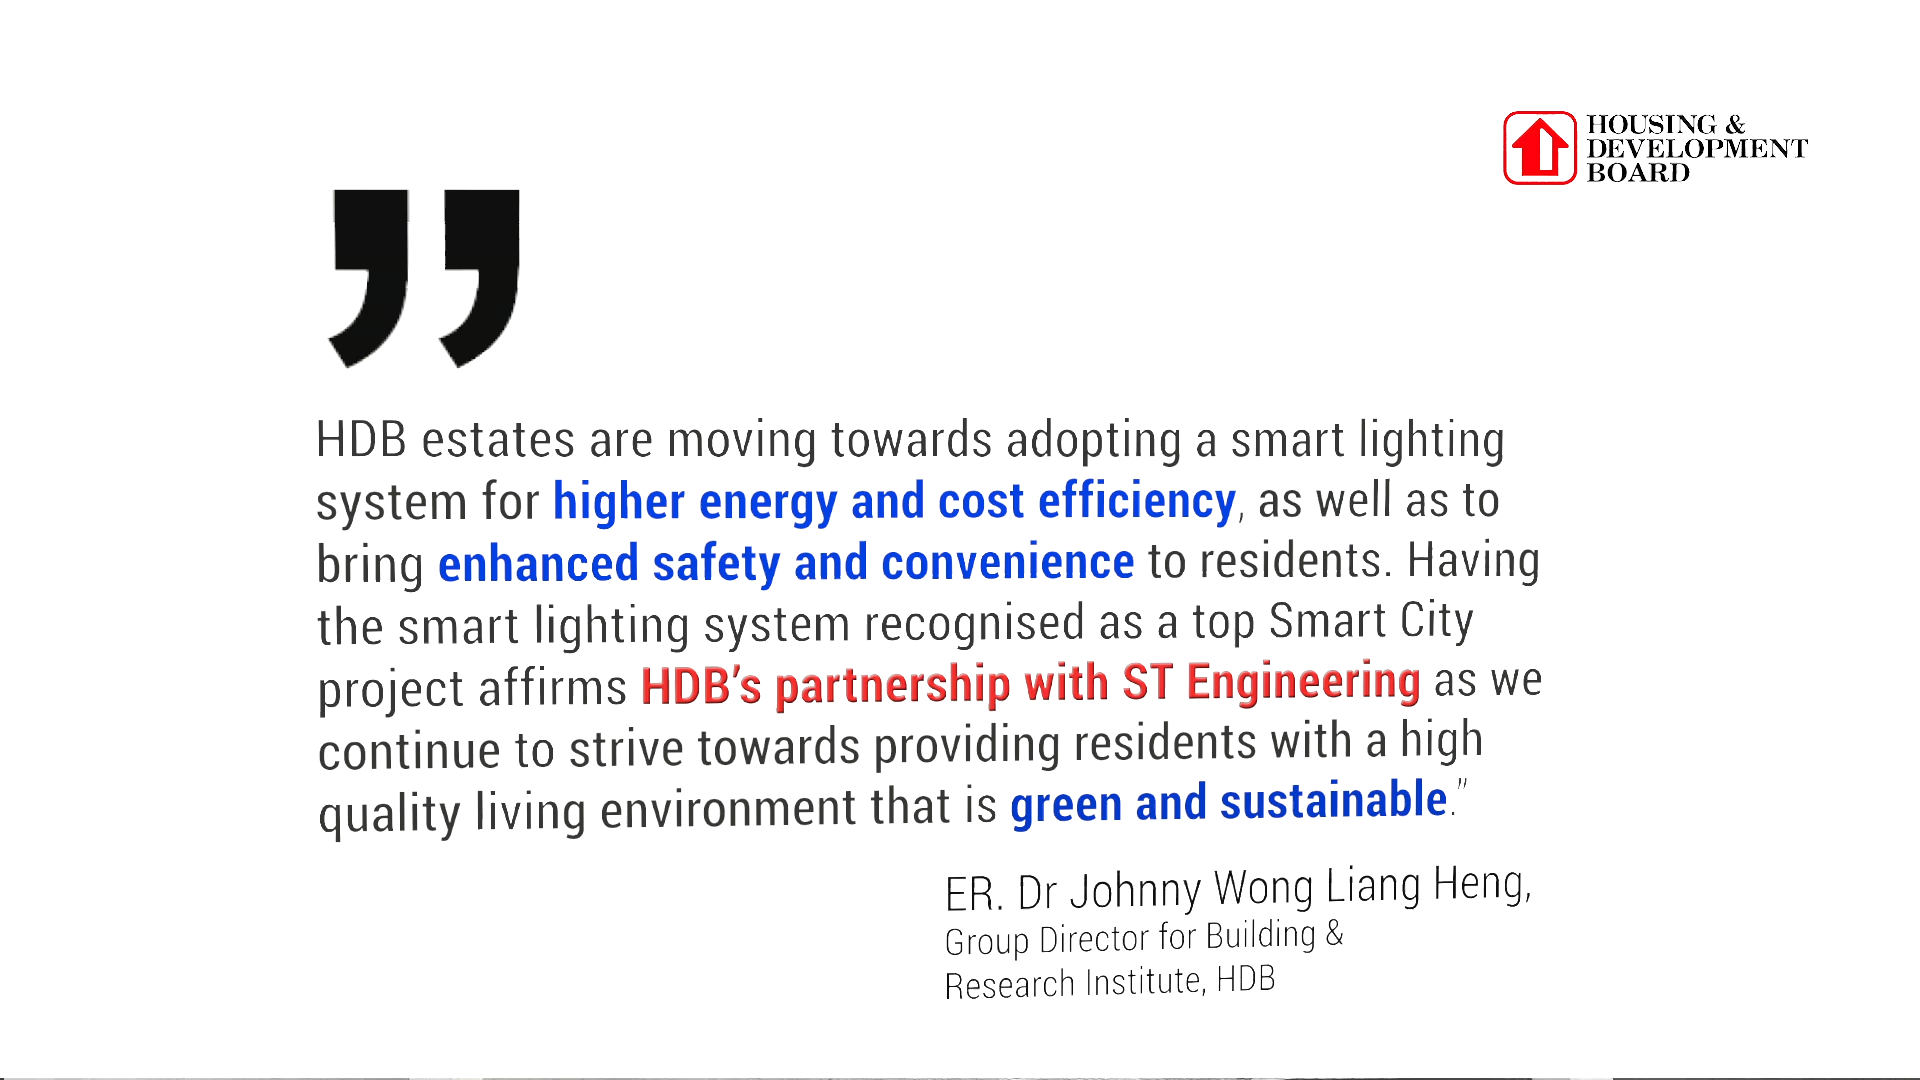 HOUSING &
DEVELOPMENT
BOARD
”
HDB estates are moving towards adopting a smart lighting
system for higher energy and cost efficiency, as well as to
bring enhanced safety and convenience to residents. Having
the smart lighting system recognised as a top Smart City
project affirms HDB’s partnership with ST Engineering as we
continue to strive towards providing residents with a high
quality living environment that is green and sustainable.”
ER. Dr Johnny Wong Liang Heng,
Group Director for Building &
Research Institute, HDB